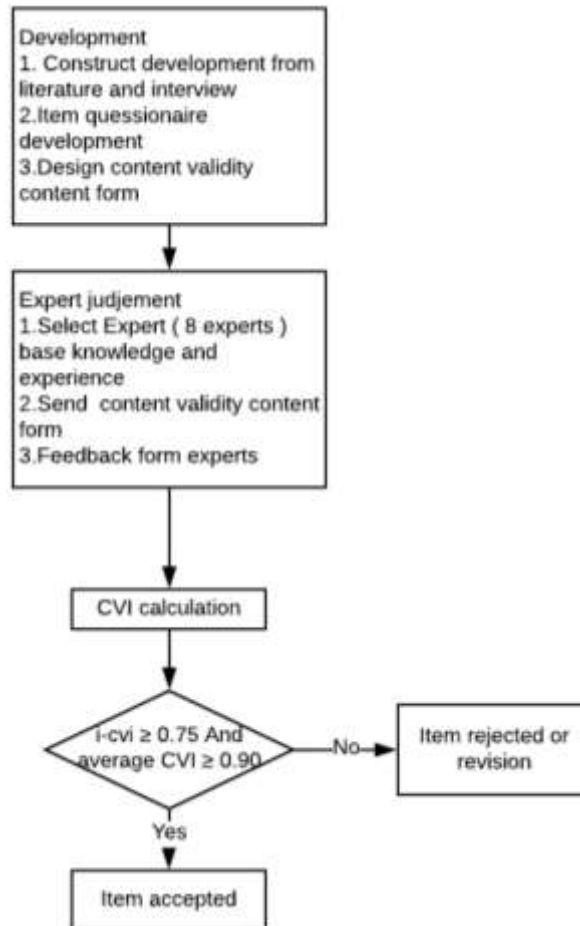 Development
1. Construct development from
literature and interview
2.Item quessionaire
development
3.Design content validity
content form
Expert judjement
1.Select Expert ( 8 experts )
base knowledge and
experience
2.Send content validity content
form
3.Feedback form experts
CVI calculation
i-cvi ≥ 0.75 And
average CVI ≥ 0.90
No
Item rejected or
revision
Yes
Item accepted